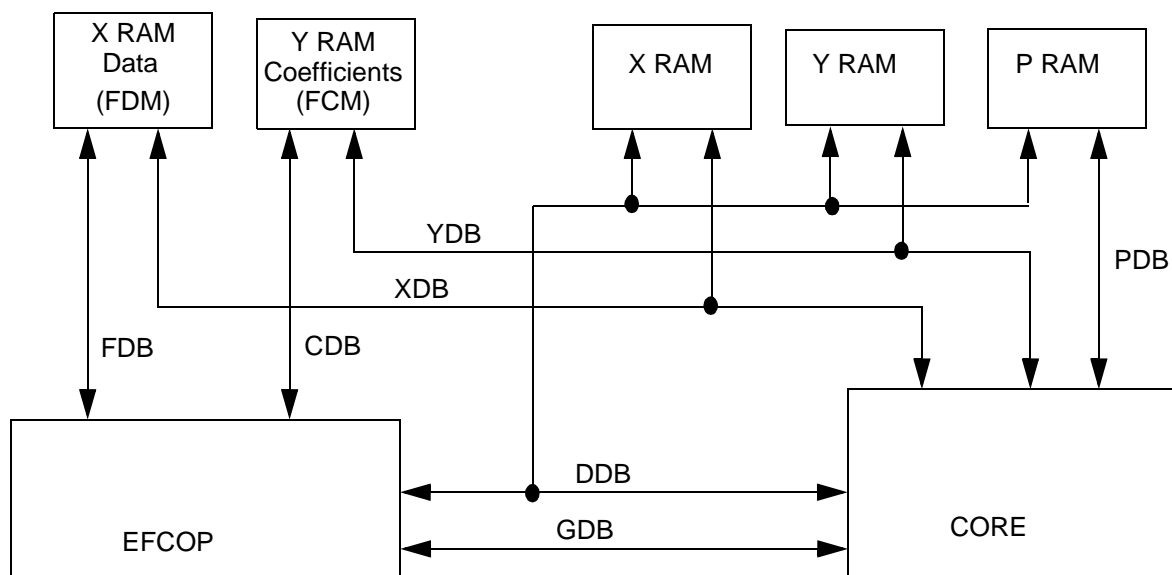 X RAM
Data
(FDM)
Y RAM
Coefficients
(FCM)
X RAM
Y RAM
P RAM
YDB
XDB
PDB
FDB
CDB
DDB
GDB
EFCOP
CORE